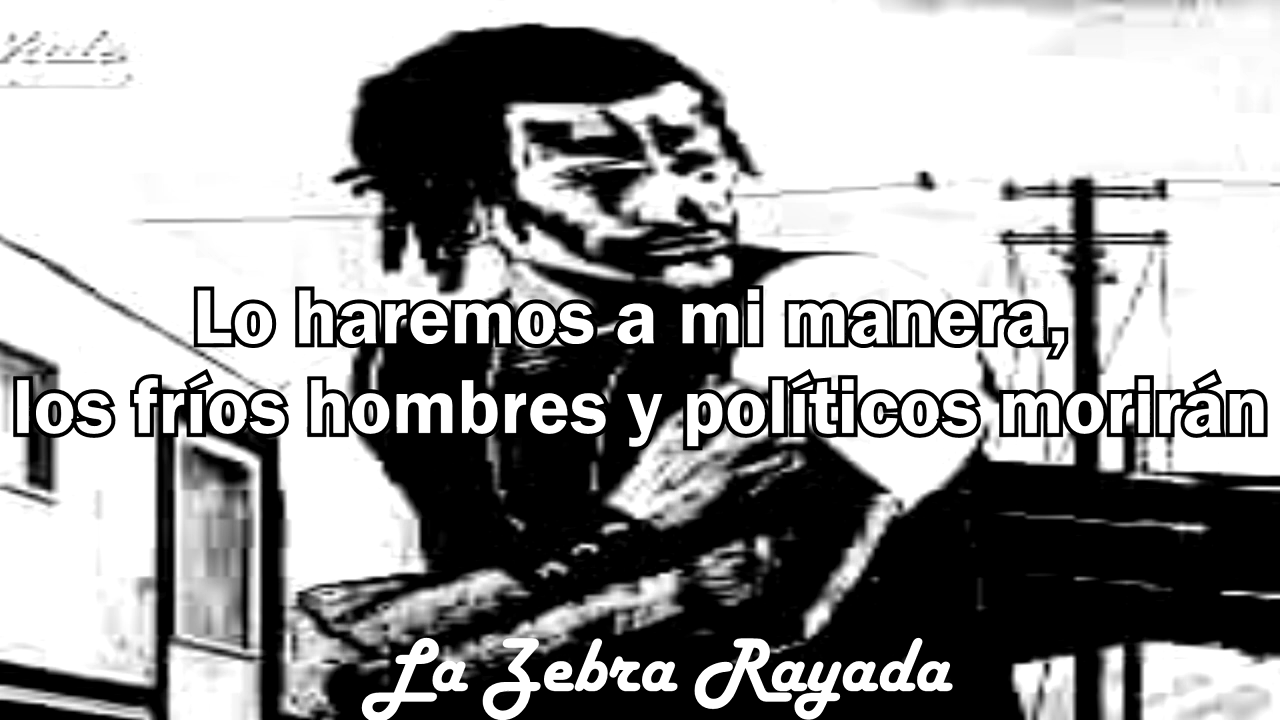 Lo haremos a mi manera,
los fríos hombres y políticos morirán
La Zebra Rayada